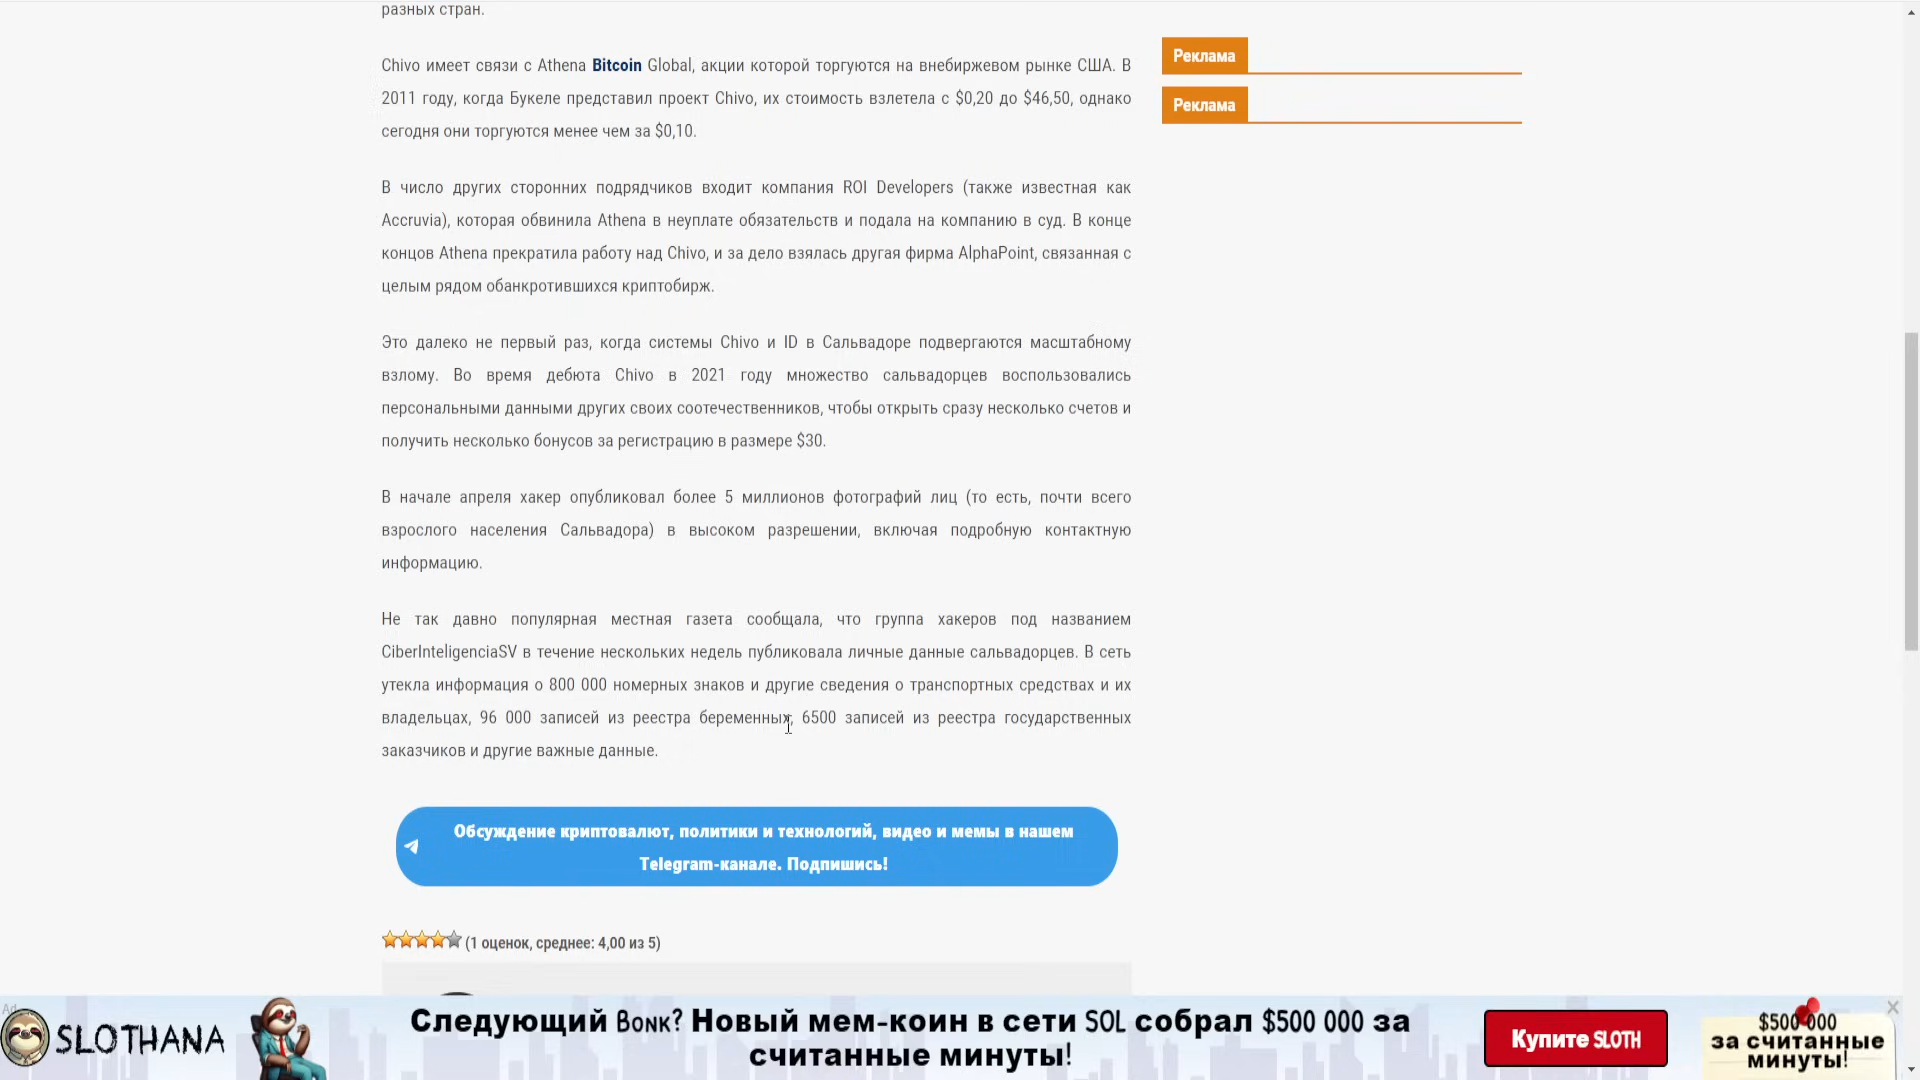 разных стран.
Chivo имеет связи с Athena Bitcoin Global, акции которой торгуются на внебиржевом рынке США. В
2011 году, когда Букеле представил проект Chivo, их стоимость взлетела с $0,20 до $46,50, однако
сегодня они торгуются менее чем за $0,10.
В число других сторонних подрядчиков входит компания ROI Developers (также известная как
Accruvia), которая обвинила Athena в неуплате обязательств и подала на компанию в суд. В конце
концов Athena прекратила работу над Chivo, и за дело взялась другая фирма AlphaPoint, связанная с
целым рядом обанкротившихся криптобирж.
Это далеко не первый раз, когда системы Chivo и ID в Сальвадоре подвергаются масштабному
взлому. Во время дебюта Chivo в 2021 году множество сальвадорцев воспользовались
персональными данными других своих соотечественников, чтобы открыть сразу несколько счетов и
получить несколько бонусов за регистрацию в размере $30.
В начале апреля хакер опубликовал более 5 миллионов фотографий лиц (то есть, почти всего
взрослого населения Сальвадора) в высоком разрешении, включая подробную контактную
информацию.
Не так давно популярная местная газета сообщала, что группа хакеров под названием
CiberInteligenciaSV в течение нескольких недель публиковала личные данные сальвадорцев. В сеть
утекла информация о 800 000 номерных знаков и другие сведения о транспортных средствах и их
владельцах, 96 000 записей из реестра беременных, 6500 записей из реестра государственных
заказчиков и другие важные данные.
Обсуждение криптовалют, политики и технологий, видео и мемы в нашем
Telegram-канале. Подпишись!
(1 оценок, среднее: 4,00 из 5)
Реклама
Реклама
Ad
SLOTHANA
Следующий Bonk? Новый мем-коин в сети SOL собрал $500 000 за
считанные минуты!
Купите SLOTH
$500 000
за считанные
минуты!